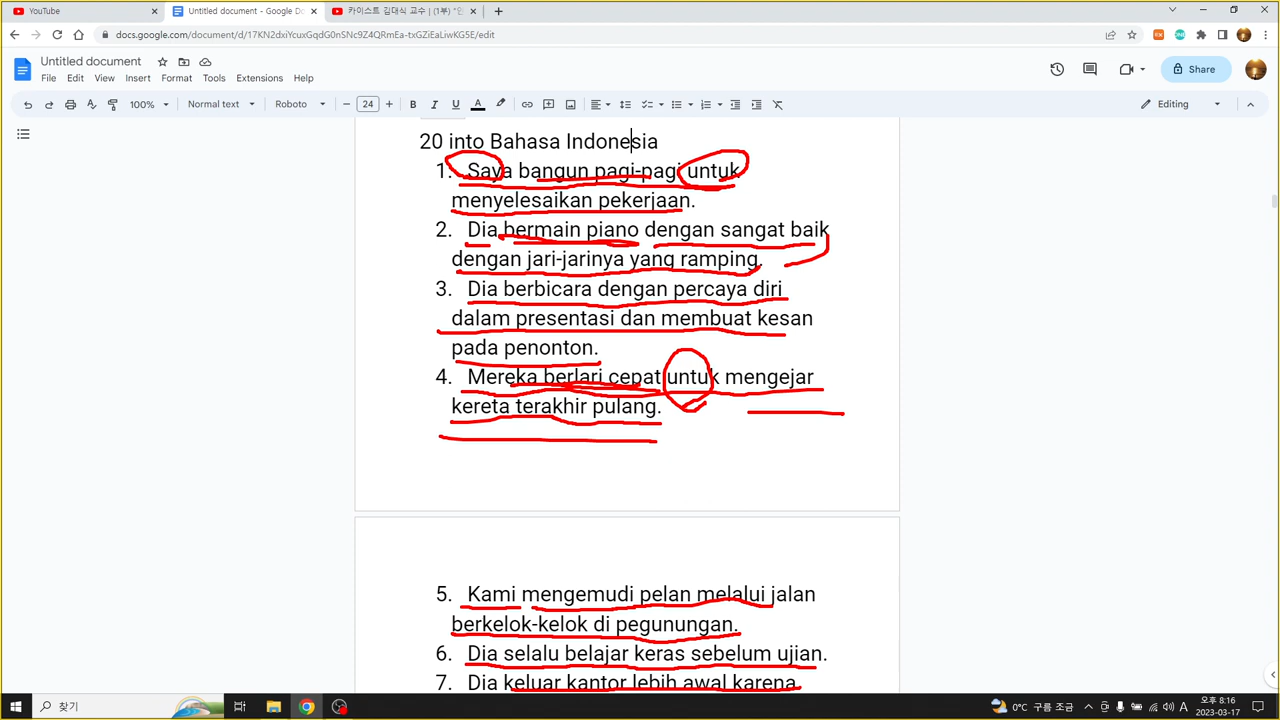 YouTube
Untitled document - Google Do
카이스트 김대식 교수 | (1부) "인
docs.google.com/document/d/17KN2dxiYcuxGqdG0nSNc9Z4QRmEa-txGZiEaLiwKG5E/edit
Untitled document
File Edit View Insert Format Tools Extensions Help
Share
100% Normal text Roboto 24 Editing
20 into Bahasa Indonesia
1. Saya bangun pagi-pagi untuk
menyelesaikan pekerjaan.
2. Dia bermain piano dengan sangat baik
dengan jari-jarinya yang ramping.
3. Dia berbicara dengan percaya diri
dalam presentasi dan membuat kesan
pada penonton.
4. Mereka berlari cepat untuk mengejar
kereta terakhir pulang.
5. Kami mengemudi pelan melalui jalan
berkelok-kelok di pegunungan.
6. Dia selalu belajar keras sebelum ujian.
7. Dia keluar kantor lebih awal karena
찾기
0°C 구름 조금
A
오후 8:16
2023-03-17